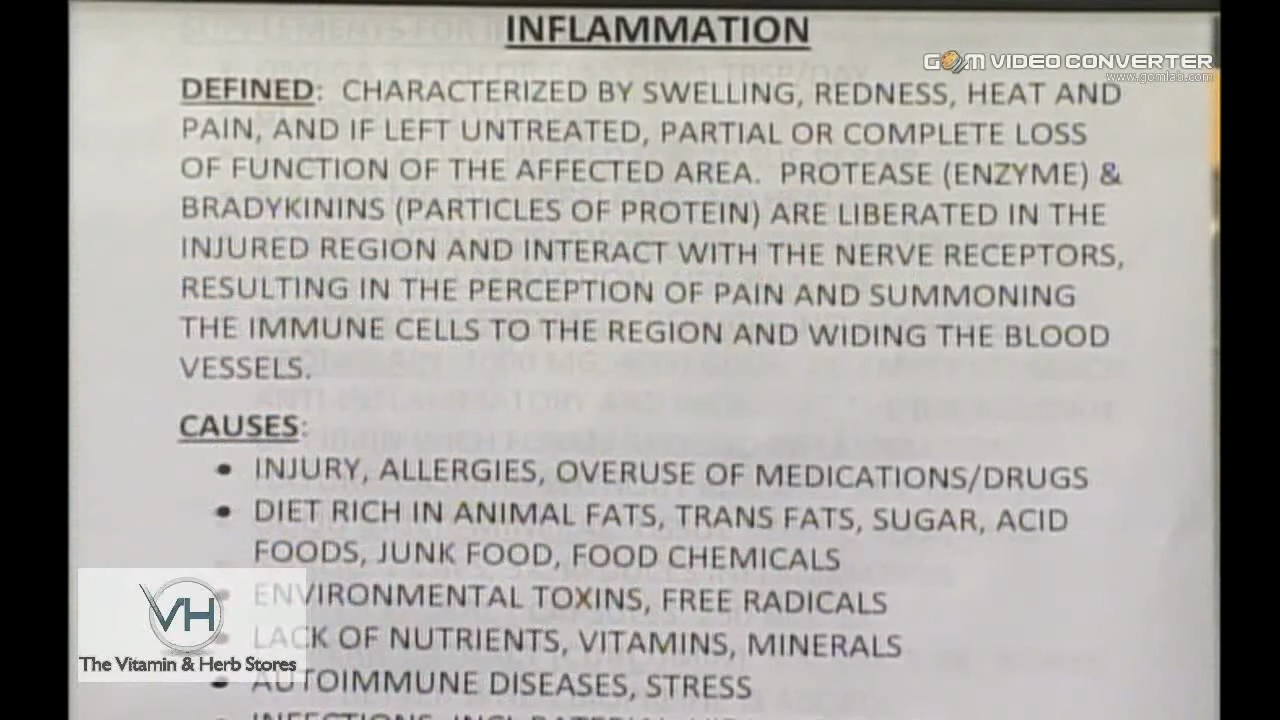 INFLAMMATION
GOM VIDEO CONVERTER
www.gomlab.com
DEFINED: CHARACTERIZED BY SWELLING, REDNESS, HEAT AND
PAIN, AND IF LEFT UNTREATED, PARTIAL OR COMPLETE LOSS
OF FUNCTION OF THE AFFECTED AREA. PROTEASE (ENZYME) &
BRADYKININS (PARTICLES OF PROTEIN) ARE LIBERATED IN THE
INJURED REGION AND INTERACT WITH THE NERVE RECEPTORS,
RESULTING IN THE PERCEPTION OF PAIN AND SUMMONING
THE IMMUNE CELLS TO THE REGION AND WIDING THE BLOOD
VESSELS.
CAUSES:
• INJURY, ALLERGIES, OVERUSE OF MEDICATIONS/DRUGS
• DIET RICH IN ANIMAL FATS, TRANS FATS, SUGAR, ACID
FOODS, JUNK FOOD, FOOD CHEMICALS
• ENVIRONMENTAL TOXINS, FREE RADICALS
• LACK OF NUTRIENTS, VITAMINS, MINERALS
• AUTOIMMUNE DISEASES, STRESS
VH
The Vitamin & Herb Stores